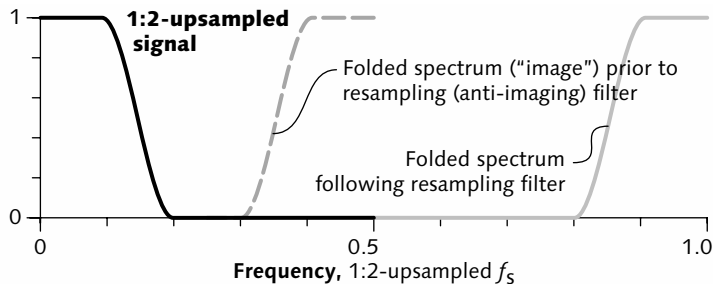 1
1:2-upsampled
signal
Folded spectrum (“image”) prior to
resampling (anti-imaging) filter
Folded spectrum
following resampling filter
0
0 0.5 1.0
Frequency, 1:2-upsampled fS